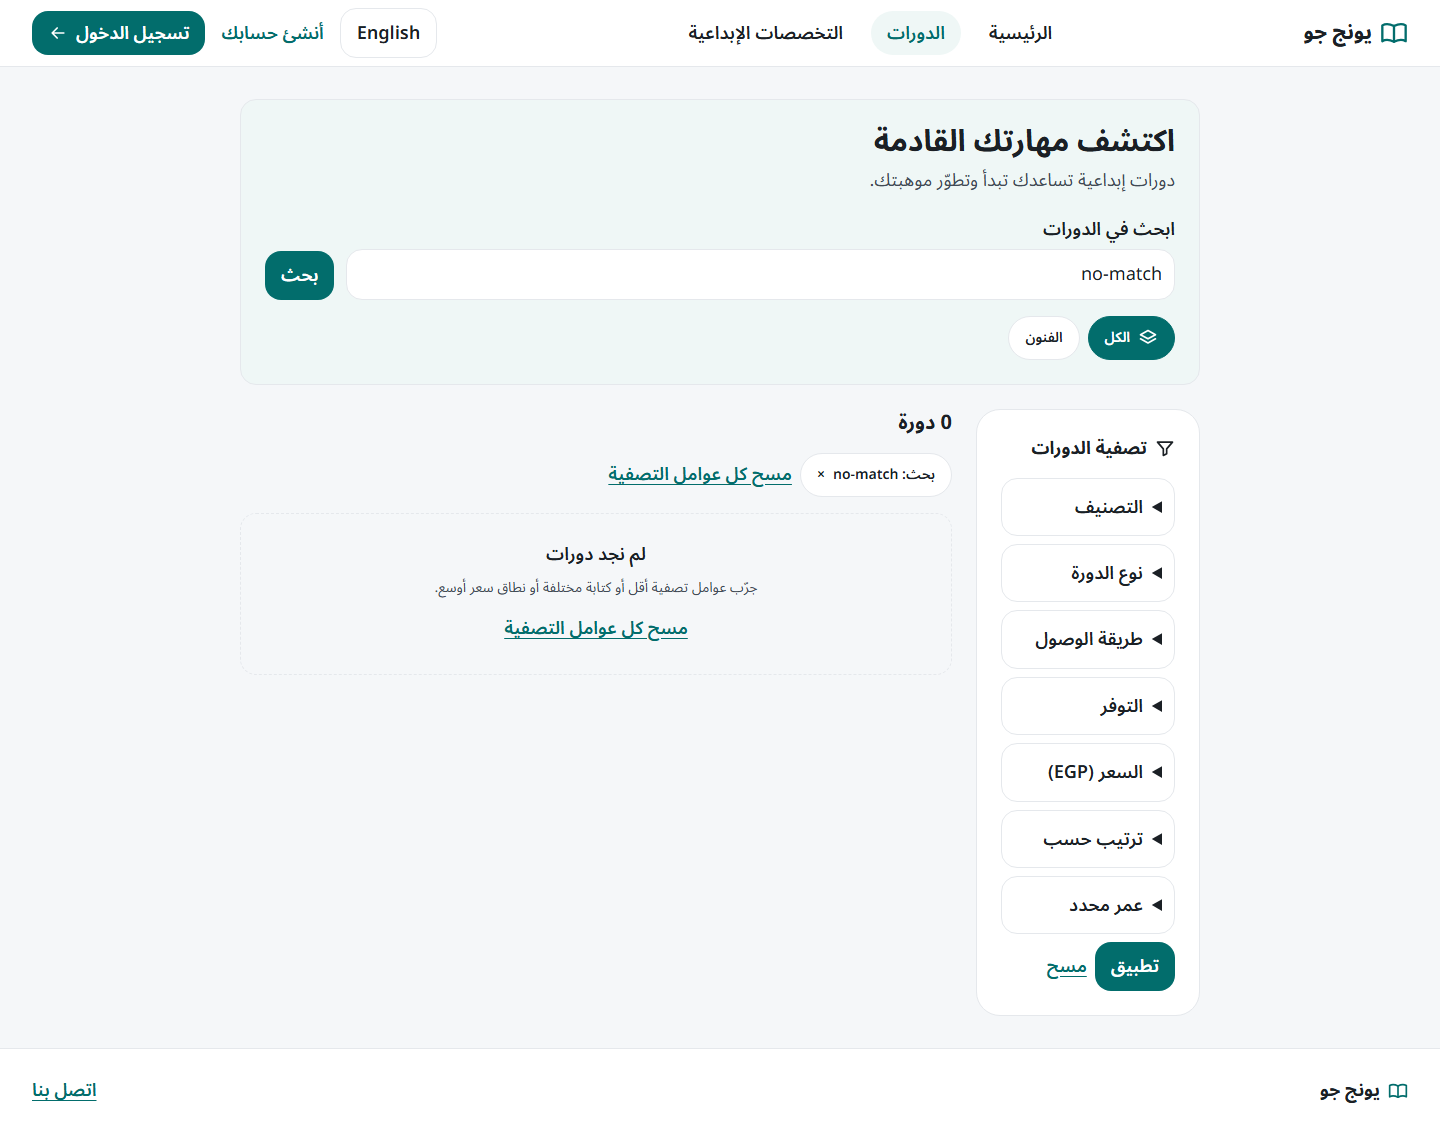 يونج جو
الرئيسية
الدورات
التخصصات الإبداعية
English
أنشئ حسابك
تسجيل الدخول ←
اكتشف مهارتك القادمة
دورات إبداعية تساعدك تبدأ وتطوّر موهبتك.
ابحث في الدورات
no-match
بحث
الكل
الفنون
تصفية الدورات
التصنيف
نوع الدورة
طريقة الوصول
التوفر
السعر (EGP)
ترتيب حسب
عمر محدد
تطبيق
مسح
0 دورة
بحث: no-match ×
مسح كل عوامل التصفية
لم نجد دورات
جرّب عوامل تصفية أقل أو كتابة مختلفة أو نطاق سعر أوسع.
مسح كل عوامل التصفية
يونج جو
اتصل بنا